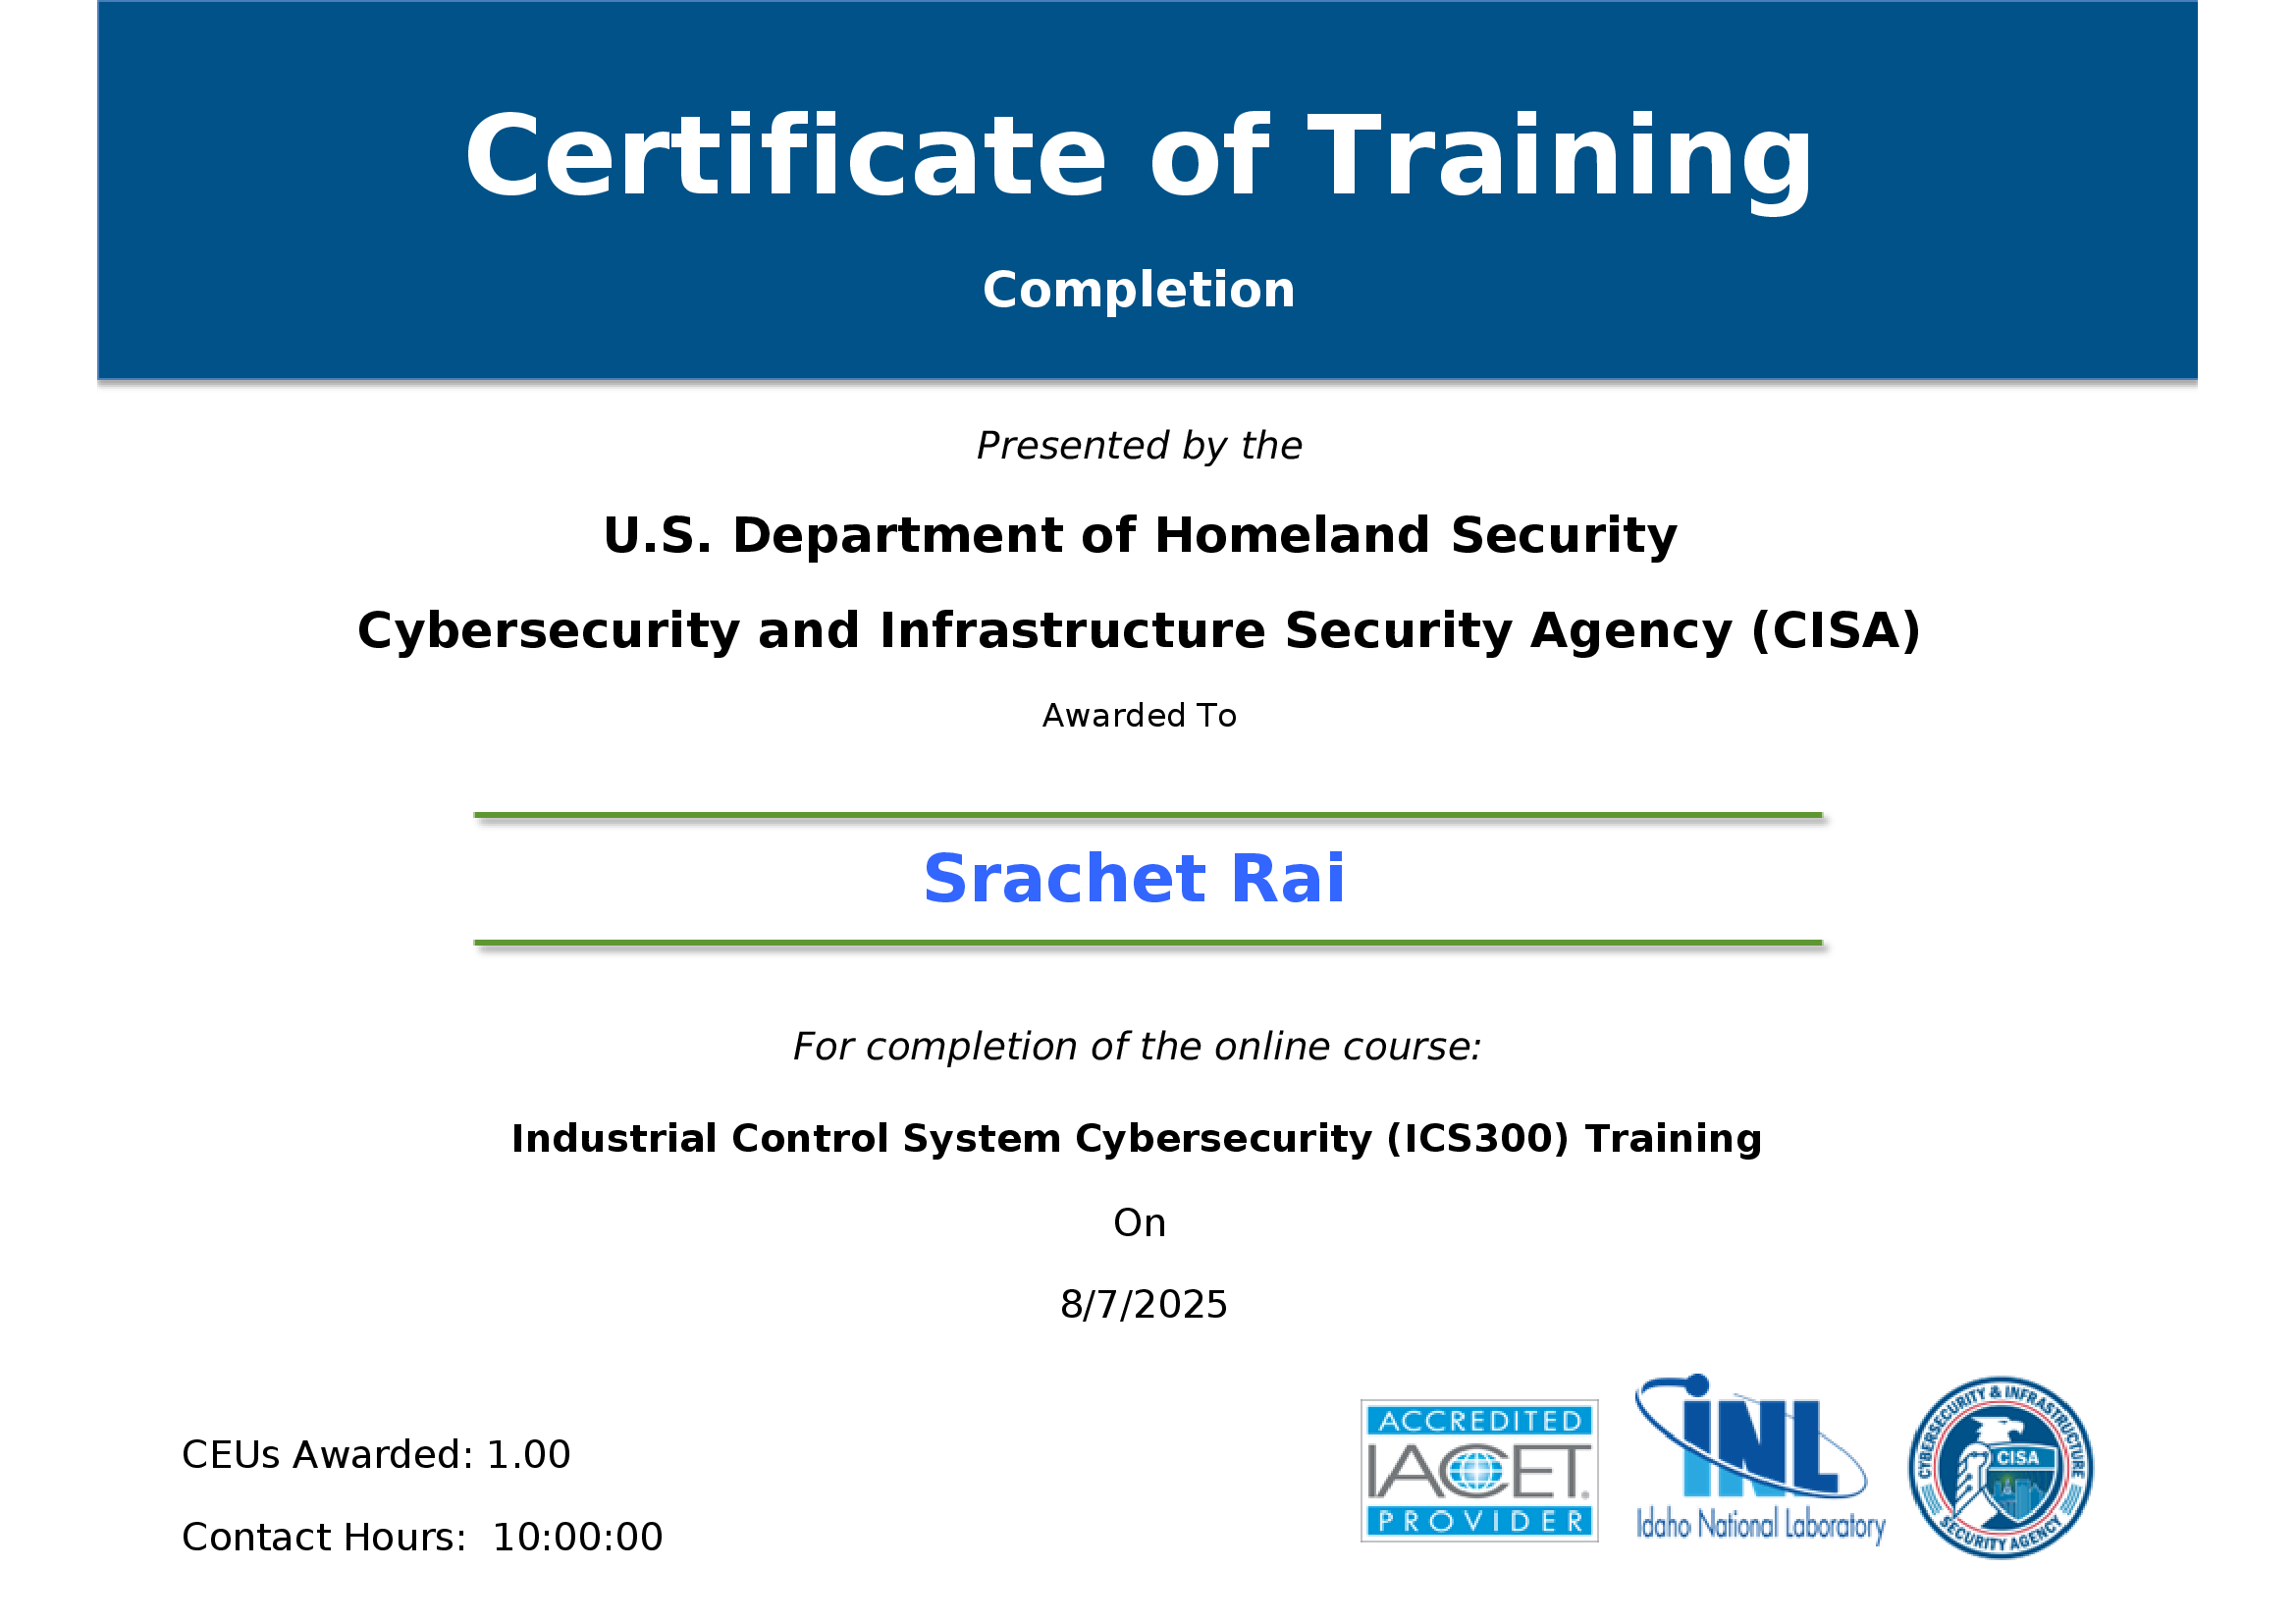 Certificate of Training
Completion
Presented by the
U.S. Department of Homeland Security
Cybersecurity and Infrastructure Security Agency (CISA)
Awarded To
Srachet Rai
For completion of the online course:
Industrial Control System Cybersecurity (ICS300) Training
On
8/7/2025
CEUs Awarded: 1.00
Contact Hours:  10:00:00
ACCREDITED
IACET®
PROVIDER
INL
Idaho National Laboratory
CYBERSECURITY & INFRASTRUCTURE
CISA
SECURITY AGENCY